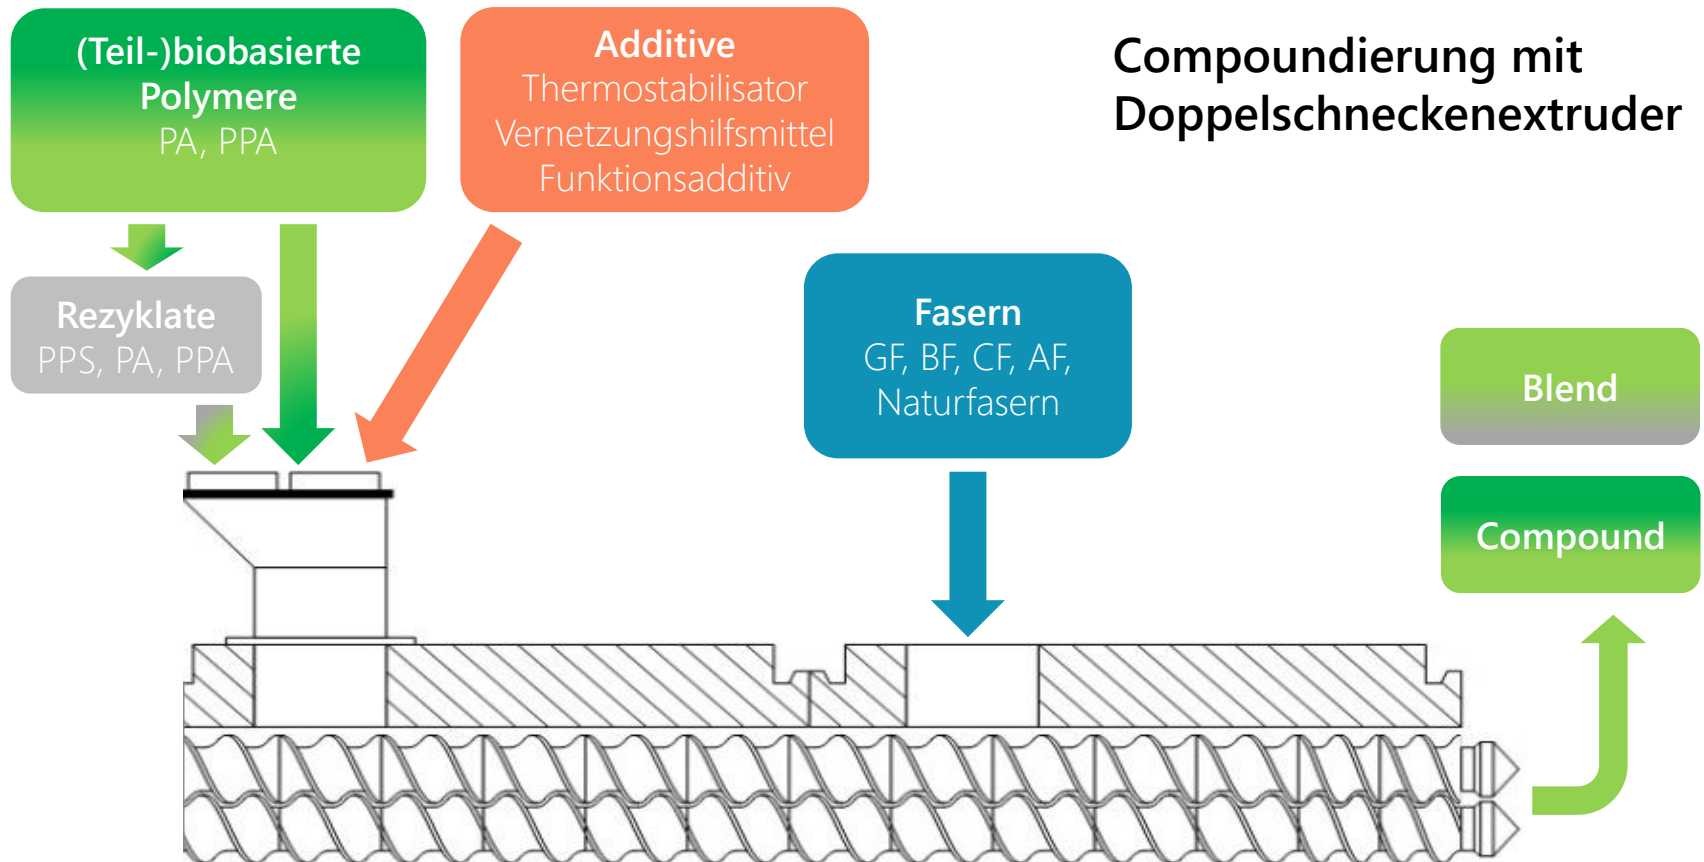 (Teil-)biobasierte
Polymere
PA, PPA
Additive
Thermostabilisator
Vernetzungshilfsmittel
Funktionsadditiv
Compoundierung mit
Doppelschneckenextruder
Rezyklate
PPS, PA, PPA
Fasern
GF, BF, CF, AF,
Naturfasern
Blend
Compound